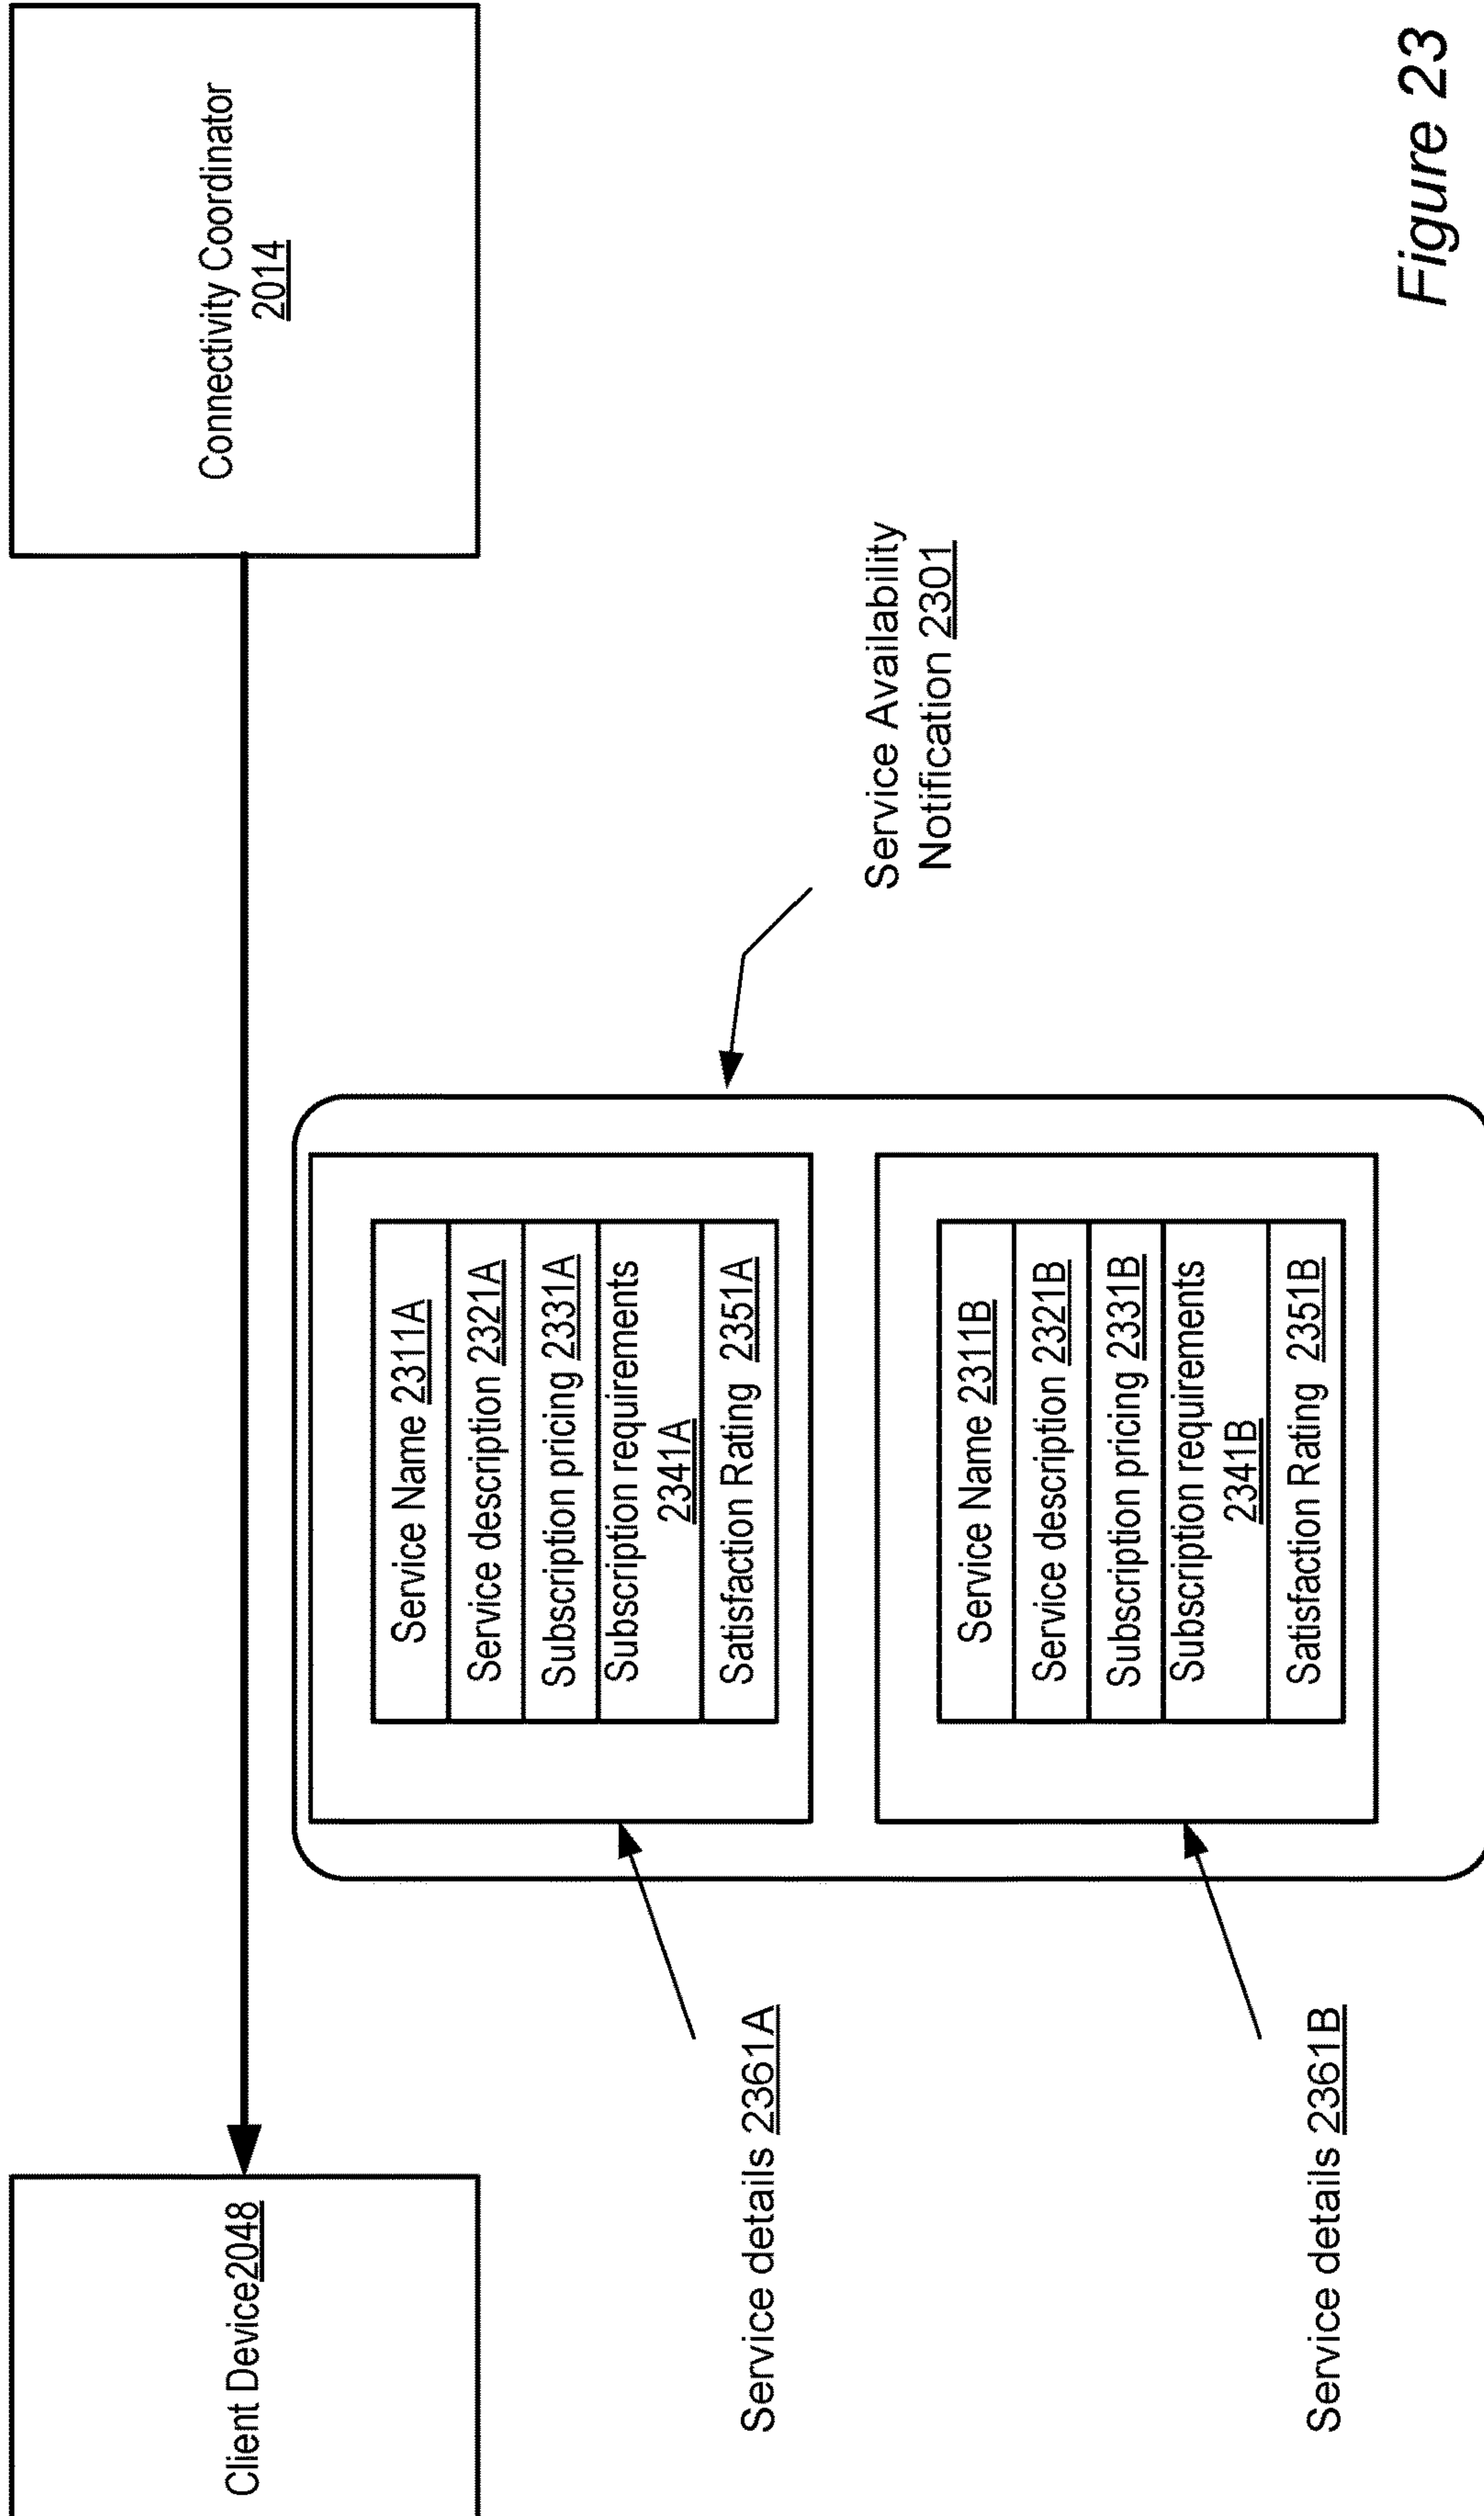 Client Device2048
Connectivity Coordinator
2014
Service Name 2311A
Service description 2321A
Subscription pricing 2331A
Subscription requirements
2341A
Satisfaction Rating 2351A
Service details 2361A
Service Availability
Notification 2301
Service Name 2311B
Service description 2321B
Subscription pricing 2331B
Subscription requirements
2341B
Satisfaction Rating 2351B
Service details 2361B
Figure 23